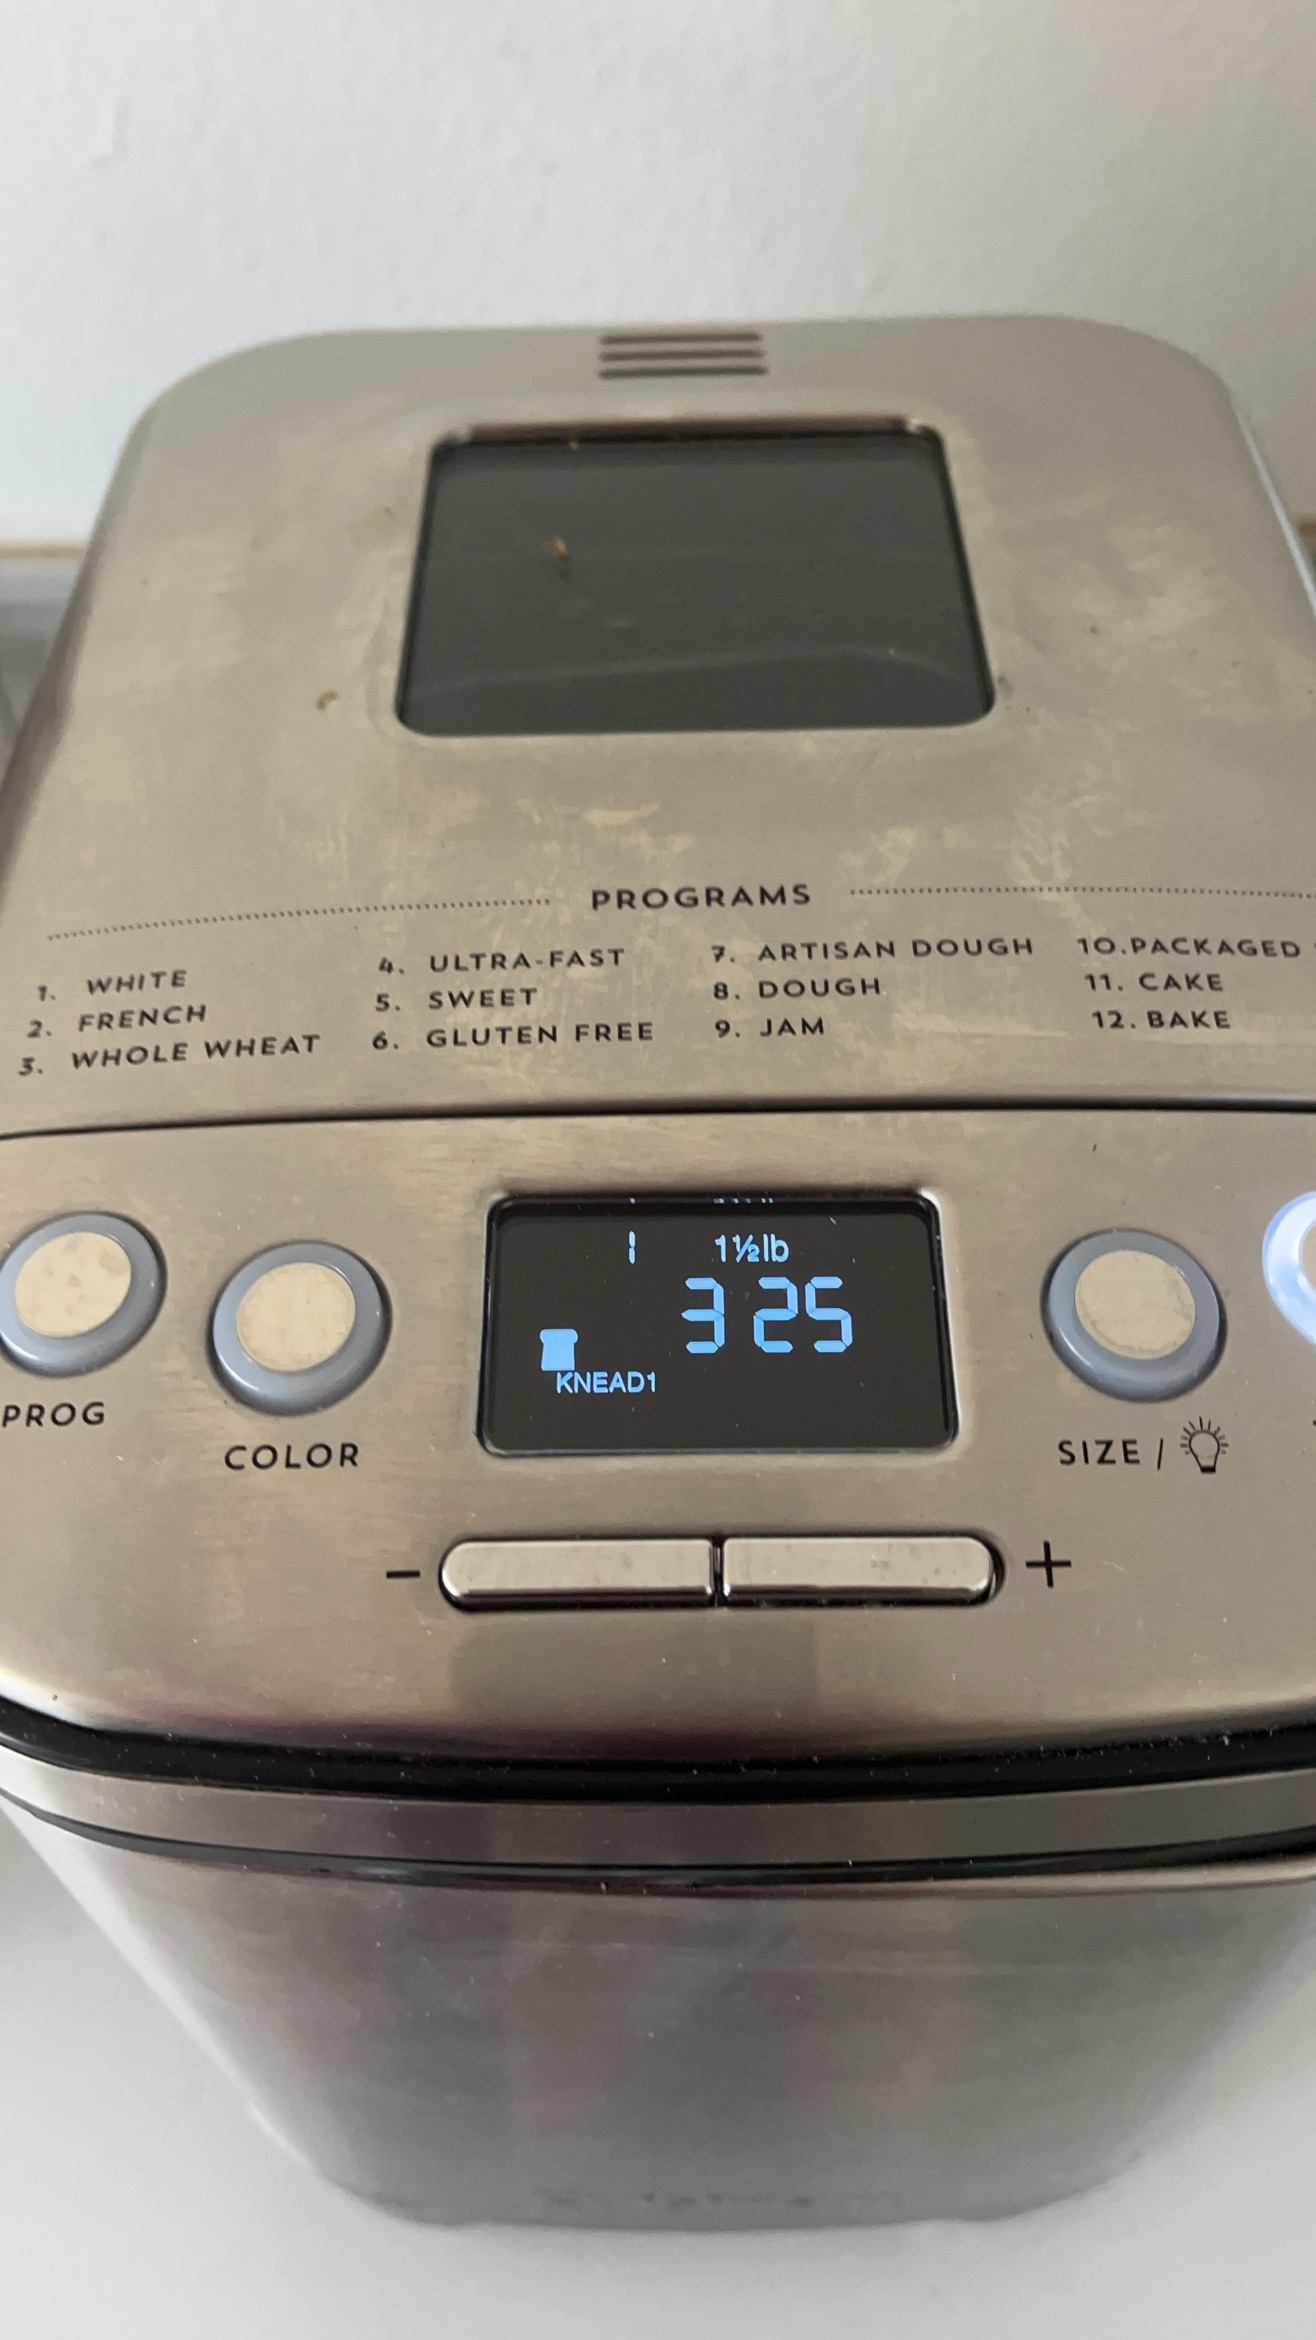 PROGRAMS
1. WHITE
2. FRENCH
3. WHOLE WHEAT
4. ULTRA-FAST
5. SWEET
6. GLUTEN FREE
7. ARTISAN DOUGH
8. DOUGH
9. JAM
10. PACKAGED
11. CAKE
12. BAKE
1 1½lb
3 25
KNEAD1
PROG
COLOR
SIZE /
- +